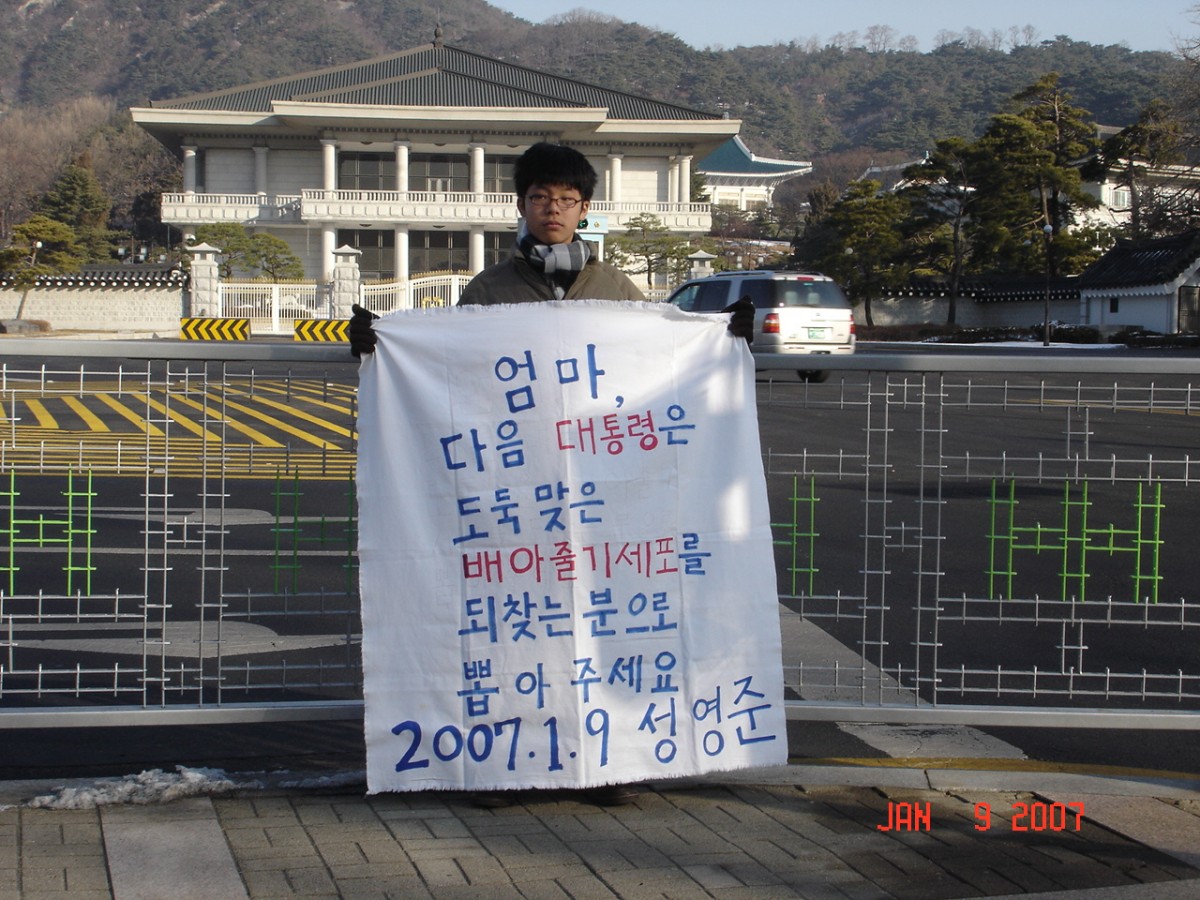 엄마,
다음 대통령은
도둑 맞은
배아줄기세포를
되찾는 분으로
뽑아 주세요
2007.1.9 성영준
JAN 9 2007